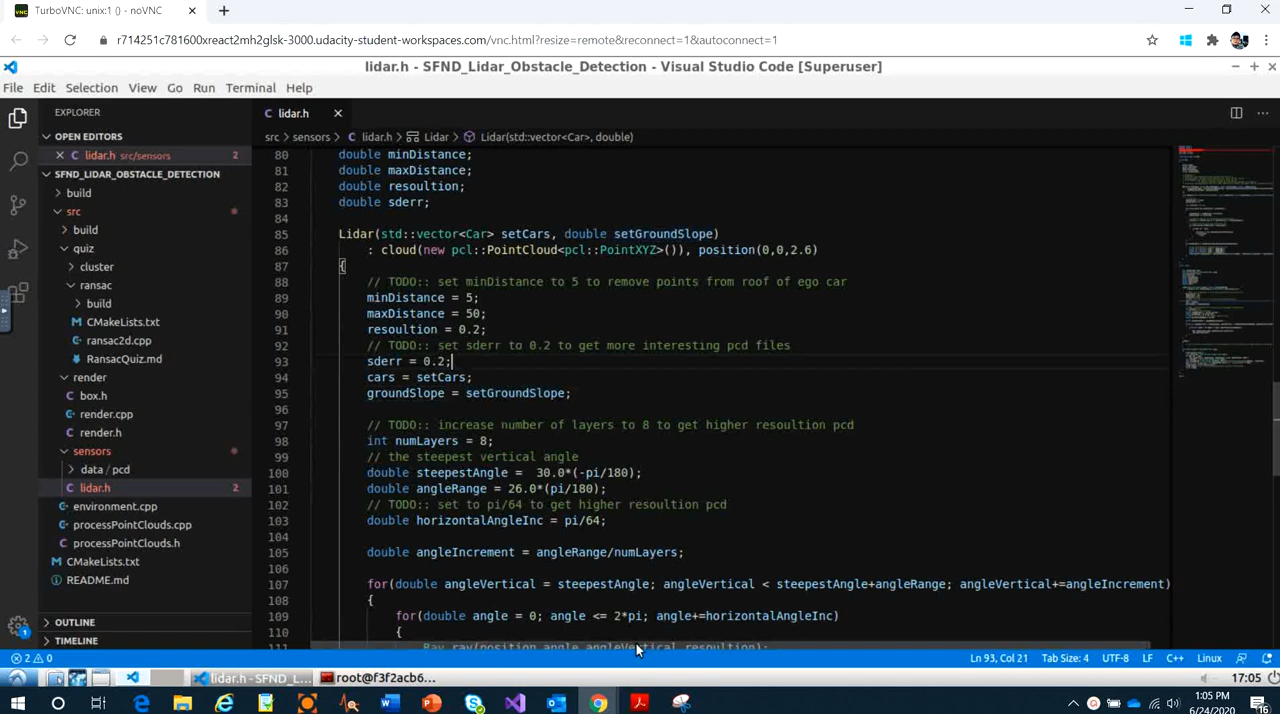 TurboVNC: unix:1 () - noVNC
r714251c781600xreact2mh2glsk-3000.udacity-student-workspaces.com/vnc.html?resize=remote&reconnect=1&autoconnect=1
lidar.h - SFND_Lidar_Obstacle_Detection - Visual Studio Code [Superuser]
File Edit Selection View Go Run Terminal Help
EXPLORER
lidar.h
OPEN EDITORS
src > sensors > lidar.h > Lidar > Lidar(std::vector<Car>, double)
lidar.h src/sensors 2
SFND_LIDAR_OBSTACLE_DETECTION
build
src
build
quiz
cluster
ransac
build
CMakeLists.txt
ransac2d.cpp
RansacQuiz.md
render
box.h
render.cpp
render.h
sensors
data / pcd
lidar.h 2
environment.cpp
processPointClouds.cpp
processPointClouds.h
CMakeLists.txt
README.md
OUTLINE
TIMELINE
80 double minDistance;
81 double maxDistance;
82 double resoultion;
83 double sderr;
84
85 Lidar(std::vector<Car> setCars, double setGroundSlope)
86 : cloud(new pcl::PointCloud<pcl::PointXYZ>()), position(0,0,2.6)
87 {
88 // TODO:: set minDistance to 5 to remove points from roof of ego car
89 minDistance = 5;
90 maxDistance = 50;
91 resoultion = 0.2;
92 // TODO:: set sderr to 0.2 to get more interesting pcd files
93 sderr = 0.2;
94 cars = setCars;
95 groundSlope = setGroundSlope;
96
97 // TODO:: increase number of layers to 8 to get higher resoultion pcd
98 int numLayers = 8;
99 // the steepest vertical angle
100 double steepestAngle = 30.0*(-pi/180);
101 double angleRange = 26.0*(pi/180);
102 // TODO:: set to pi/64 to get higher resoultion pcd
103 double horizontalAngleInc = pi/64;
104
105 double angleIncrement = angleRange/numLayers;
106
107 for(double angleVertical = steepestAngle; angleVertical < steepestAngle+angleRange; angleVertical+=angleIncrement)
108 {
109 for(double angle = 0; angle <= 2*pi; angle+=horizontalAngleInc)
110 {
111 Ray ray(position,angle,angleVertical,resoultion);
2 0 Ln 93, Col 21 Tab Size: 4 UTF-8 LF C++ Linux
lidar.h - SFND_L... root@f3f2acb6... 17:05
1:05 PM
6/24/2020
16